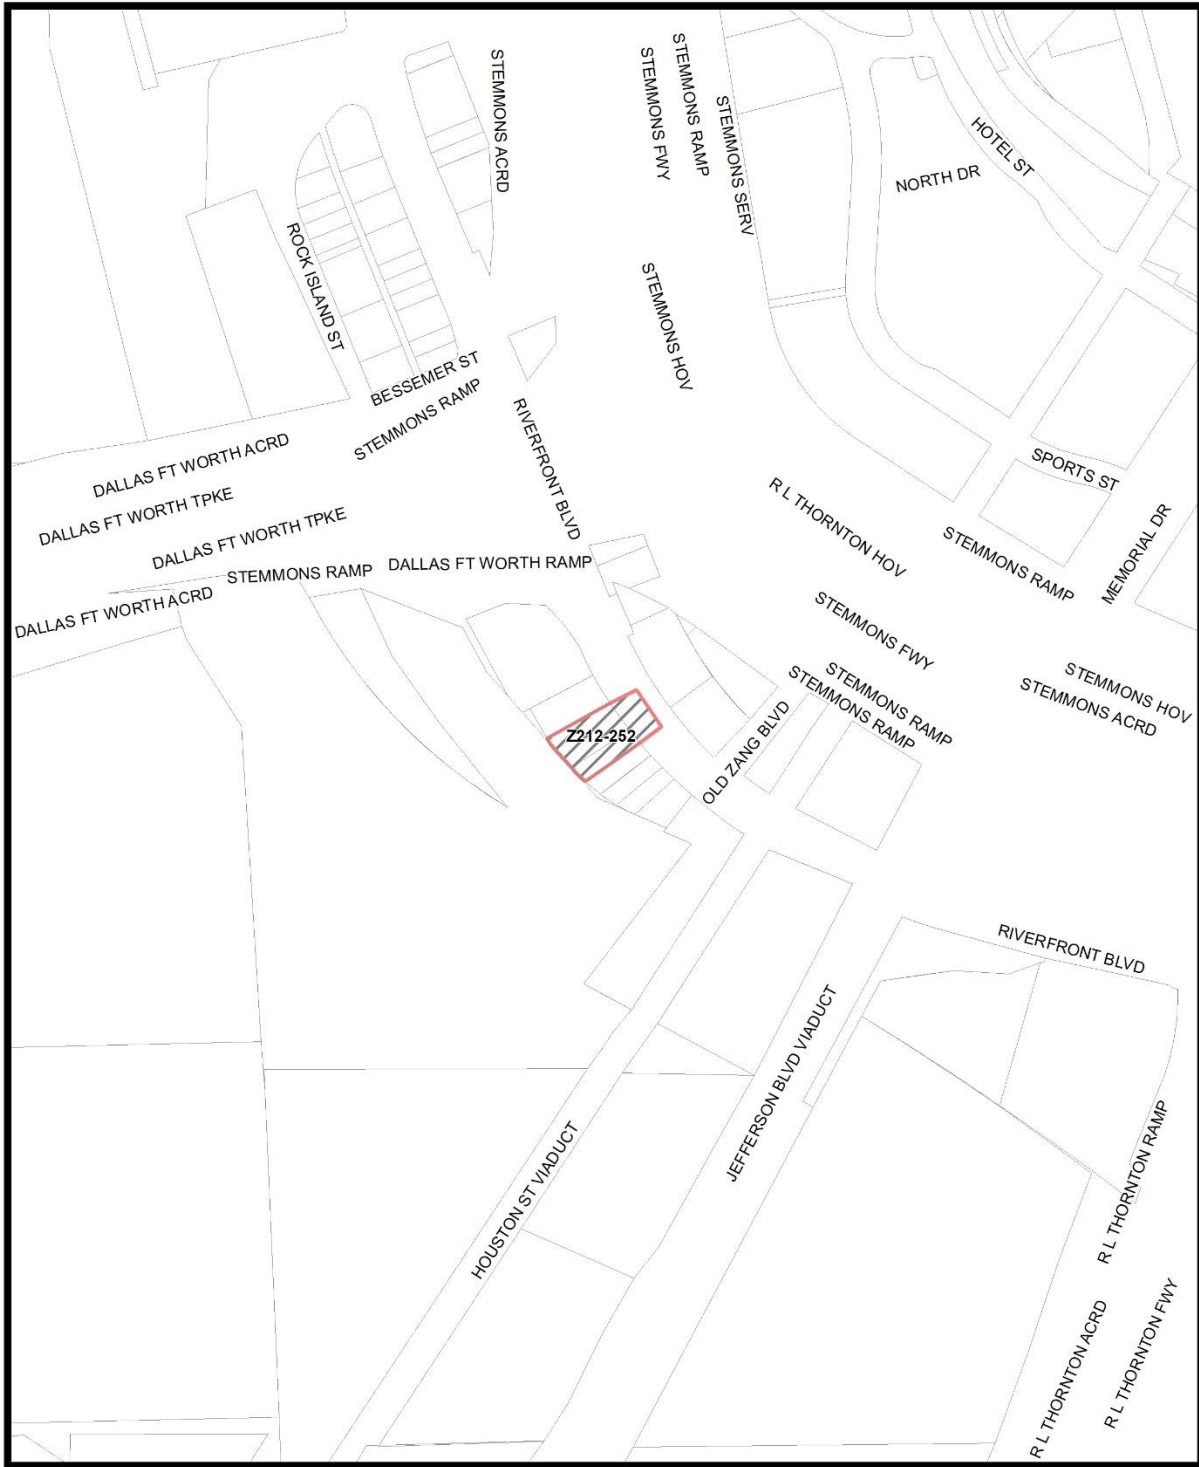 STEMMONS RAMP
STEMMONS FWY
STEMMONS ACRD
STEMMONS SERV
HOTEL ST
NORTH DR
ROCK ISLAND ST
STEMMONS HOV
BESSEMER ST
STEMMONS RAMP
RIVERFRONT BLVD
DALLAS FT WORTH ACRD
DALLAS FT WORTH TPKE
DALLAS FT WORTH TPKE
SPORTS ST
R L THORNTON HOV
STEMMONS RAMP
MEMORIAL DR
STEMMONS RAMP
DALLAS FT WORTH RAMP
DALLAS FT WORTH ACRD
STEMMONS FWY
STEMMONS RAMP
STEMMONS RAMP
STEMMONS HOV
STEMMONS ACRD
Z212-252
OLD ZANG BLVD
RIVERFRONT BLVD
JEFFERSON BLVD VIADUCT
HOUSTON ST VIADUCT
R L THORNTON RAMP
R L THORNTON ACRD
R L THORNTON FWY